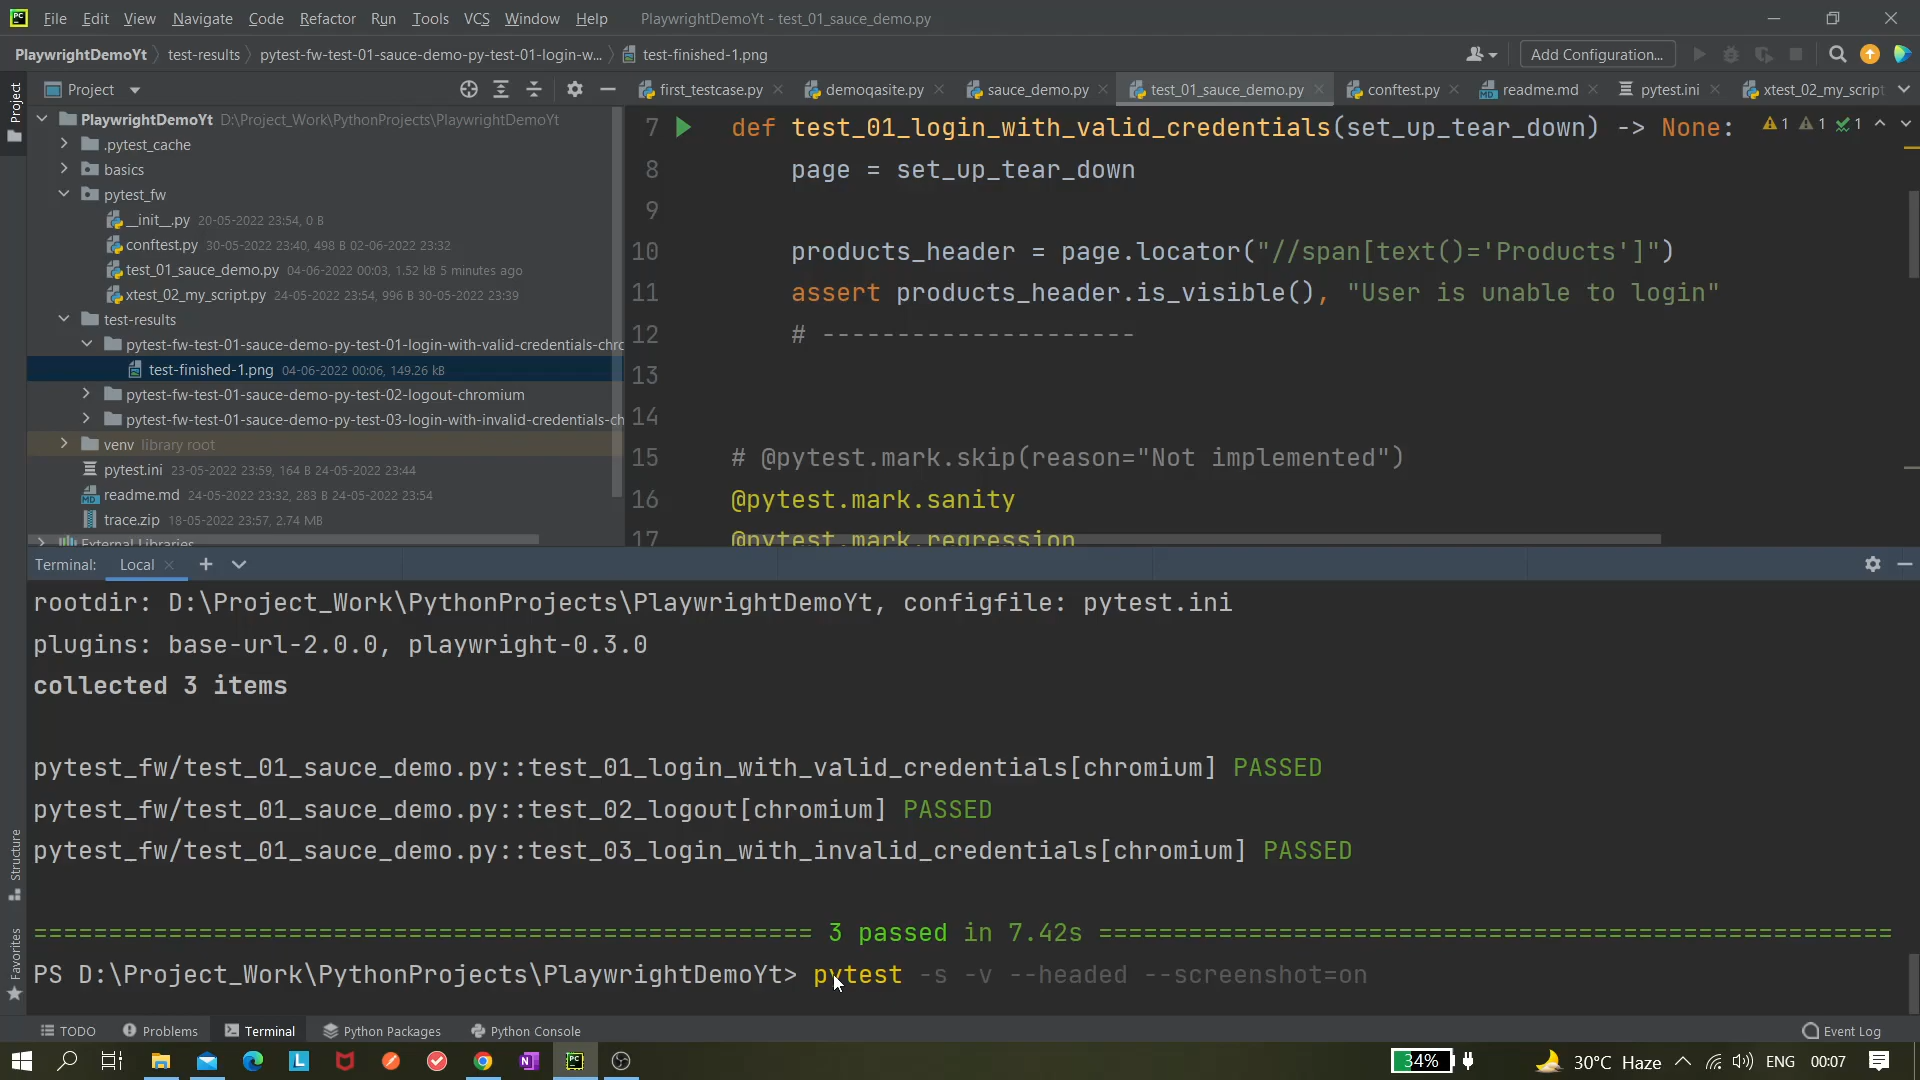 File Edit View Navigate Code Refactor Run Tools VCS Window Help PlaywrightDemoYt - test_01_sauce_demo.py
PlaywrightDemoYt test-results pytest-fw-test-01-sauce-demo-py-test-01-login-w... test-finished-1.png Add Configuration...
Project
Project
first_testcase.py demoqasite.py sauce_demo.py test_01_sauce_demo.py conftest.py readme.md pytest.ini xtest_02_my_script
PlaywrightDemoYt D:\Project_Work\PythonProjects\PlaywrightDemoYt
.pytest_cache
basics
pytest_fw
__init__.py 20-05-2022 23:54, 0 B
conftest.py 30-05-2022 23:40, 498 B 02-06-2022 23:32
test_01_sauce_demo.py 04-06-2022 00:03, 1.52 kB 5 minutes ago
xtest_02_my_script.py 24-05-2022 23:54, 996 B 30-05-2022 23:39
test-results
pytest-fw-test-01-sauce-demo-py-test-01-login-with-valid-credentials-chro
test-finished-1.png 04-06-2022 00:06, 149.26 kB
pytest-fw-test-01-sauce-demo-py-test-02-logout-chromium
pytest-fw-test-01-sauce-demo-py-test-03-login-with-invalid-credentials-ch
venv library root
pytest.ini 23-05-2022 23:59, 164 B 24-05-2022 23:44
readme.md 24-05-2022 23:32, 283 B 24-05-2022 23:54
trace.zip 18-05-2022 23:57, 2.74 MB
External Libraries
7 def test_01_login_with_valid_credentials(set_up_tear_down) -> None: 1 1 1
8 page = set_up_tear_down
9
10 products_header = page.locator("//span[text()='Products']")
11 assert products_header.is_visible(), "User is unable to login"
12 # ---------------------
13
14
15 # @pytest.mark.skip(reason="Not implemented")
16 @pytest.mark.sanity
17 @pytest.mark.regression
Terminal: Local
rootdir: D:\Project_Work\PythonProjects\PlaywrightDemoYt, configfile: pytest.ini
plugins: base-url-2.0.0, playwright-0.3.0
collected 3 items
pytest_fw/test_01_sauce_demo.py::test_01_login_with_valid_credentials[chromium] PASSED
pytest_fw/test_01_sauce_demo.py::test_02_logout[chromium] PASSED
pytest_fw/test_01_sauce_demo.py::test_03_login_with_invalid_credentials[chromium] PASSED
==================================================== 3 passed in 7.42s =====================================================
PS D:\Project_Work\PythonProjects\PlaywrightDemoYt> pytest -s -v --headed --screenshot=on
Structure
Favorites
TODO Problems Terminal Python Packages Python Console Event Log
34% 30°C Haze ENG 00:07